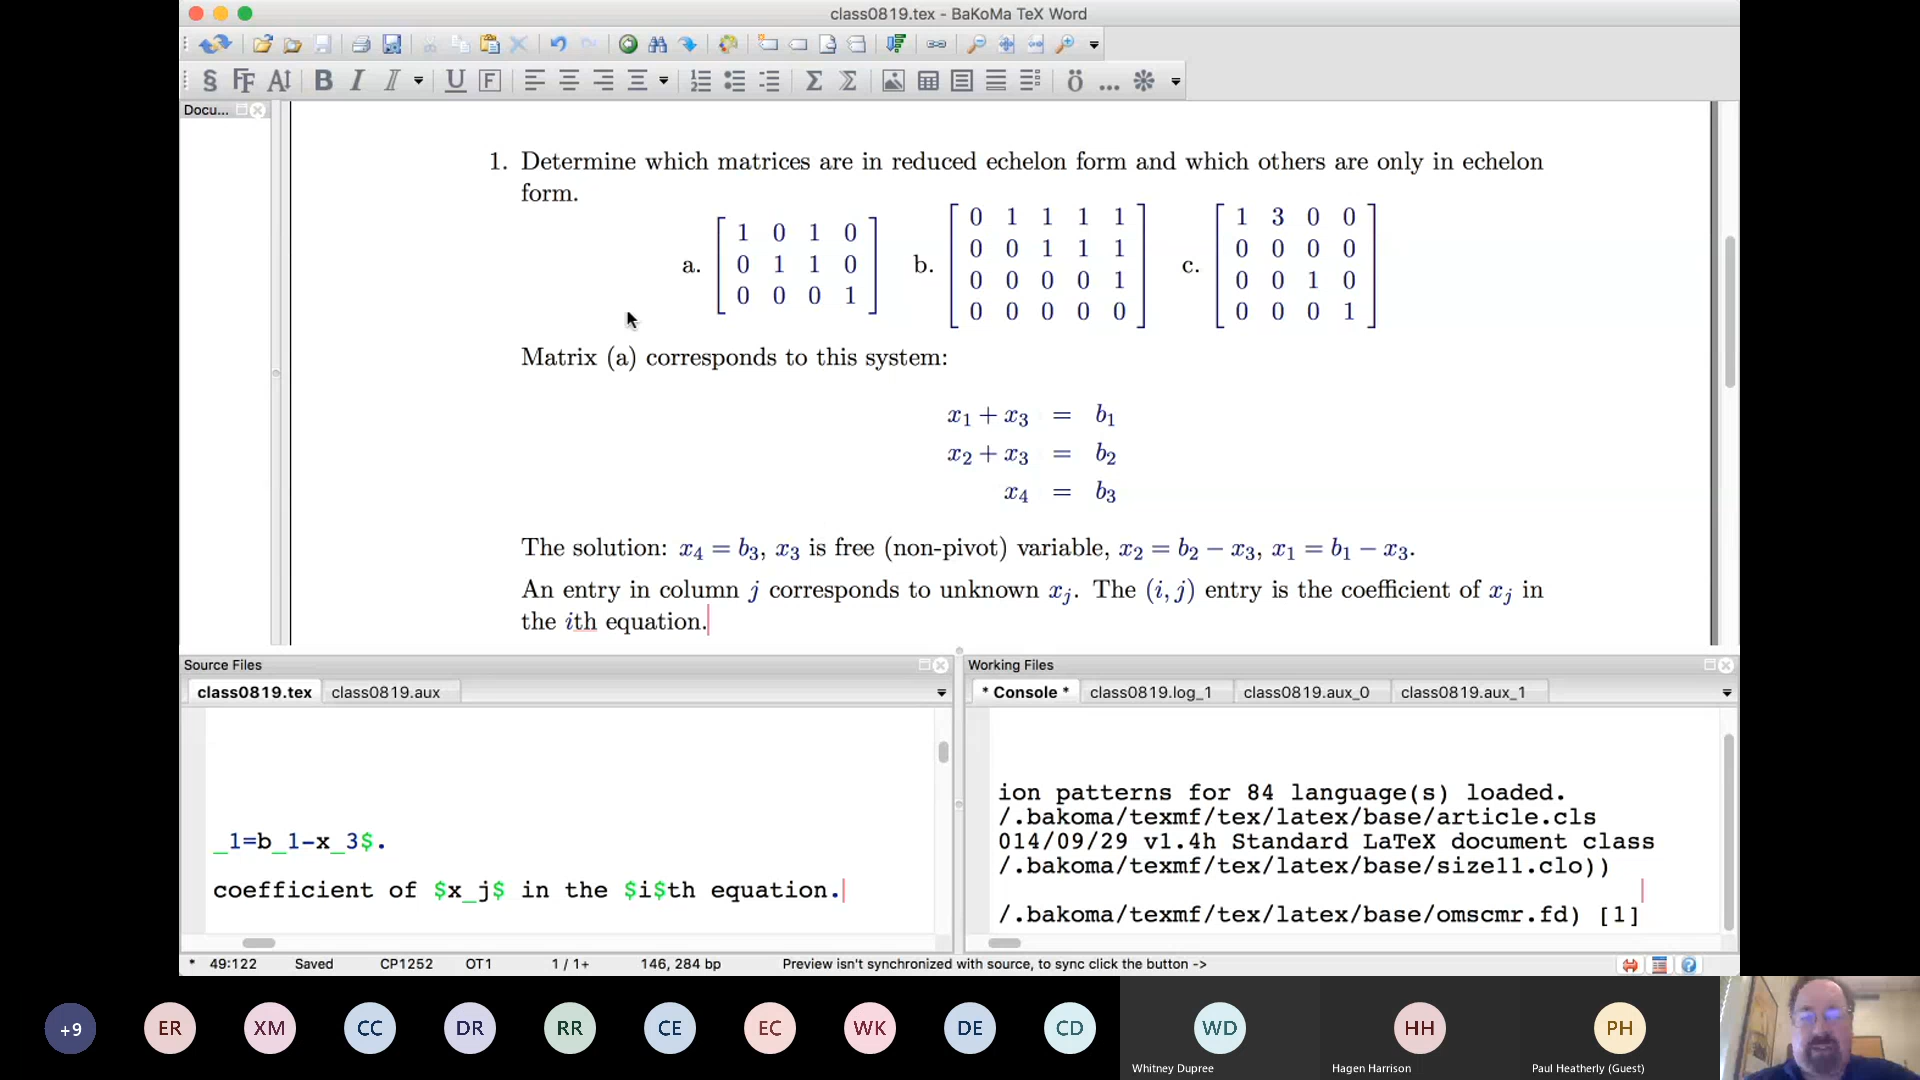 class0819.tex - BaKoMa TeX Word
Docu...
1. Determine which matrices are in reduced echelon form and which others are only in echelon
form.
a. [ 1 0 1 0
0 1 1 0
0 0 0 1 ]
b. [ 0 1 1 1 1
0 0 1 1 1
0 0 0 0 1
0 0 0 0 0 ]
c. [ 1 3 0 0
0 0 0 0
0 0 1 0
0 0 0 1 ]
Matrix (a) corresponds to this system:
x₁ + x₃ = b₁
x₂ + x₃ = b₂
x₄ = b₃
The solution: x₄ = b₃, x₃ is free (non-pivot) variable, x₂ = b₂ − x₃, x₁ = b₁ − x₃.
An entry in column j corresponds to unknown xⱼ. The (i, j) entry is the coefficient of xⱼ in
the ith equation.
Source Files
class0819.tex class0819.aux
_1=b_1-x_3$.
coefficient of $x_j$ in the $i$th equation.
Working Files
* Console * class0819.log_1 class0819.aux_0 class0819.aux_1
ion patterns for 84 language(s) loaded.
/.bakoma/texmf/tex/latex/base/article.cls
014/09/29 v1.4h Standard LaTeX document class
/.bakoma/texmf/tex/latex/base/size11.clo))
/.bakoma/texmf/tex/latex/base/omscmr.fd) [1]
* 49:122 Saved CP1252 OT1 1 / 1+ 146, 284 bp Preview isn't synchronized with source, to sync click the button ->
+9 ER XM CC DR RR CE EC WK DE CD WD HH PH
Whitney Dupree Hagen Harrison Paul Heatherly (Guest)